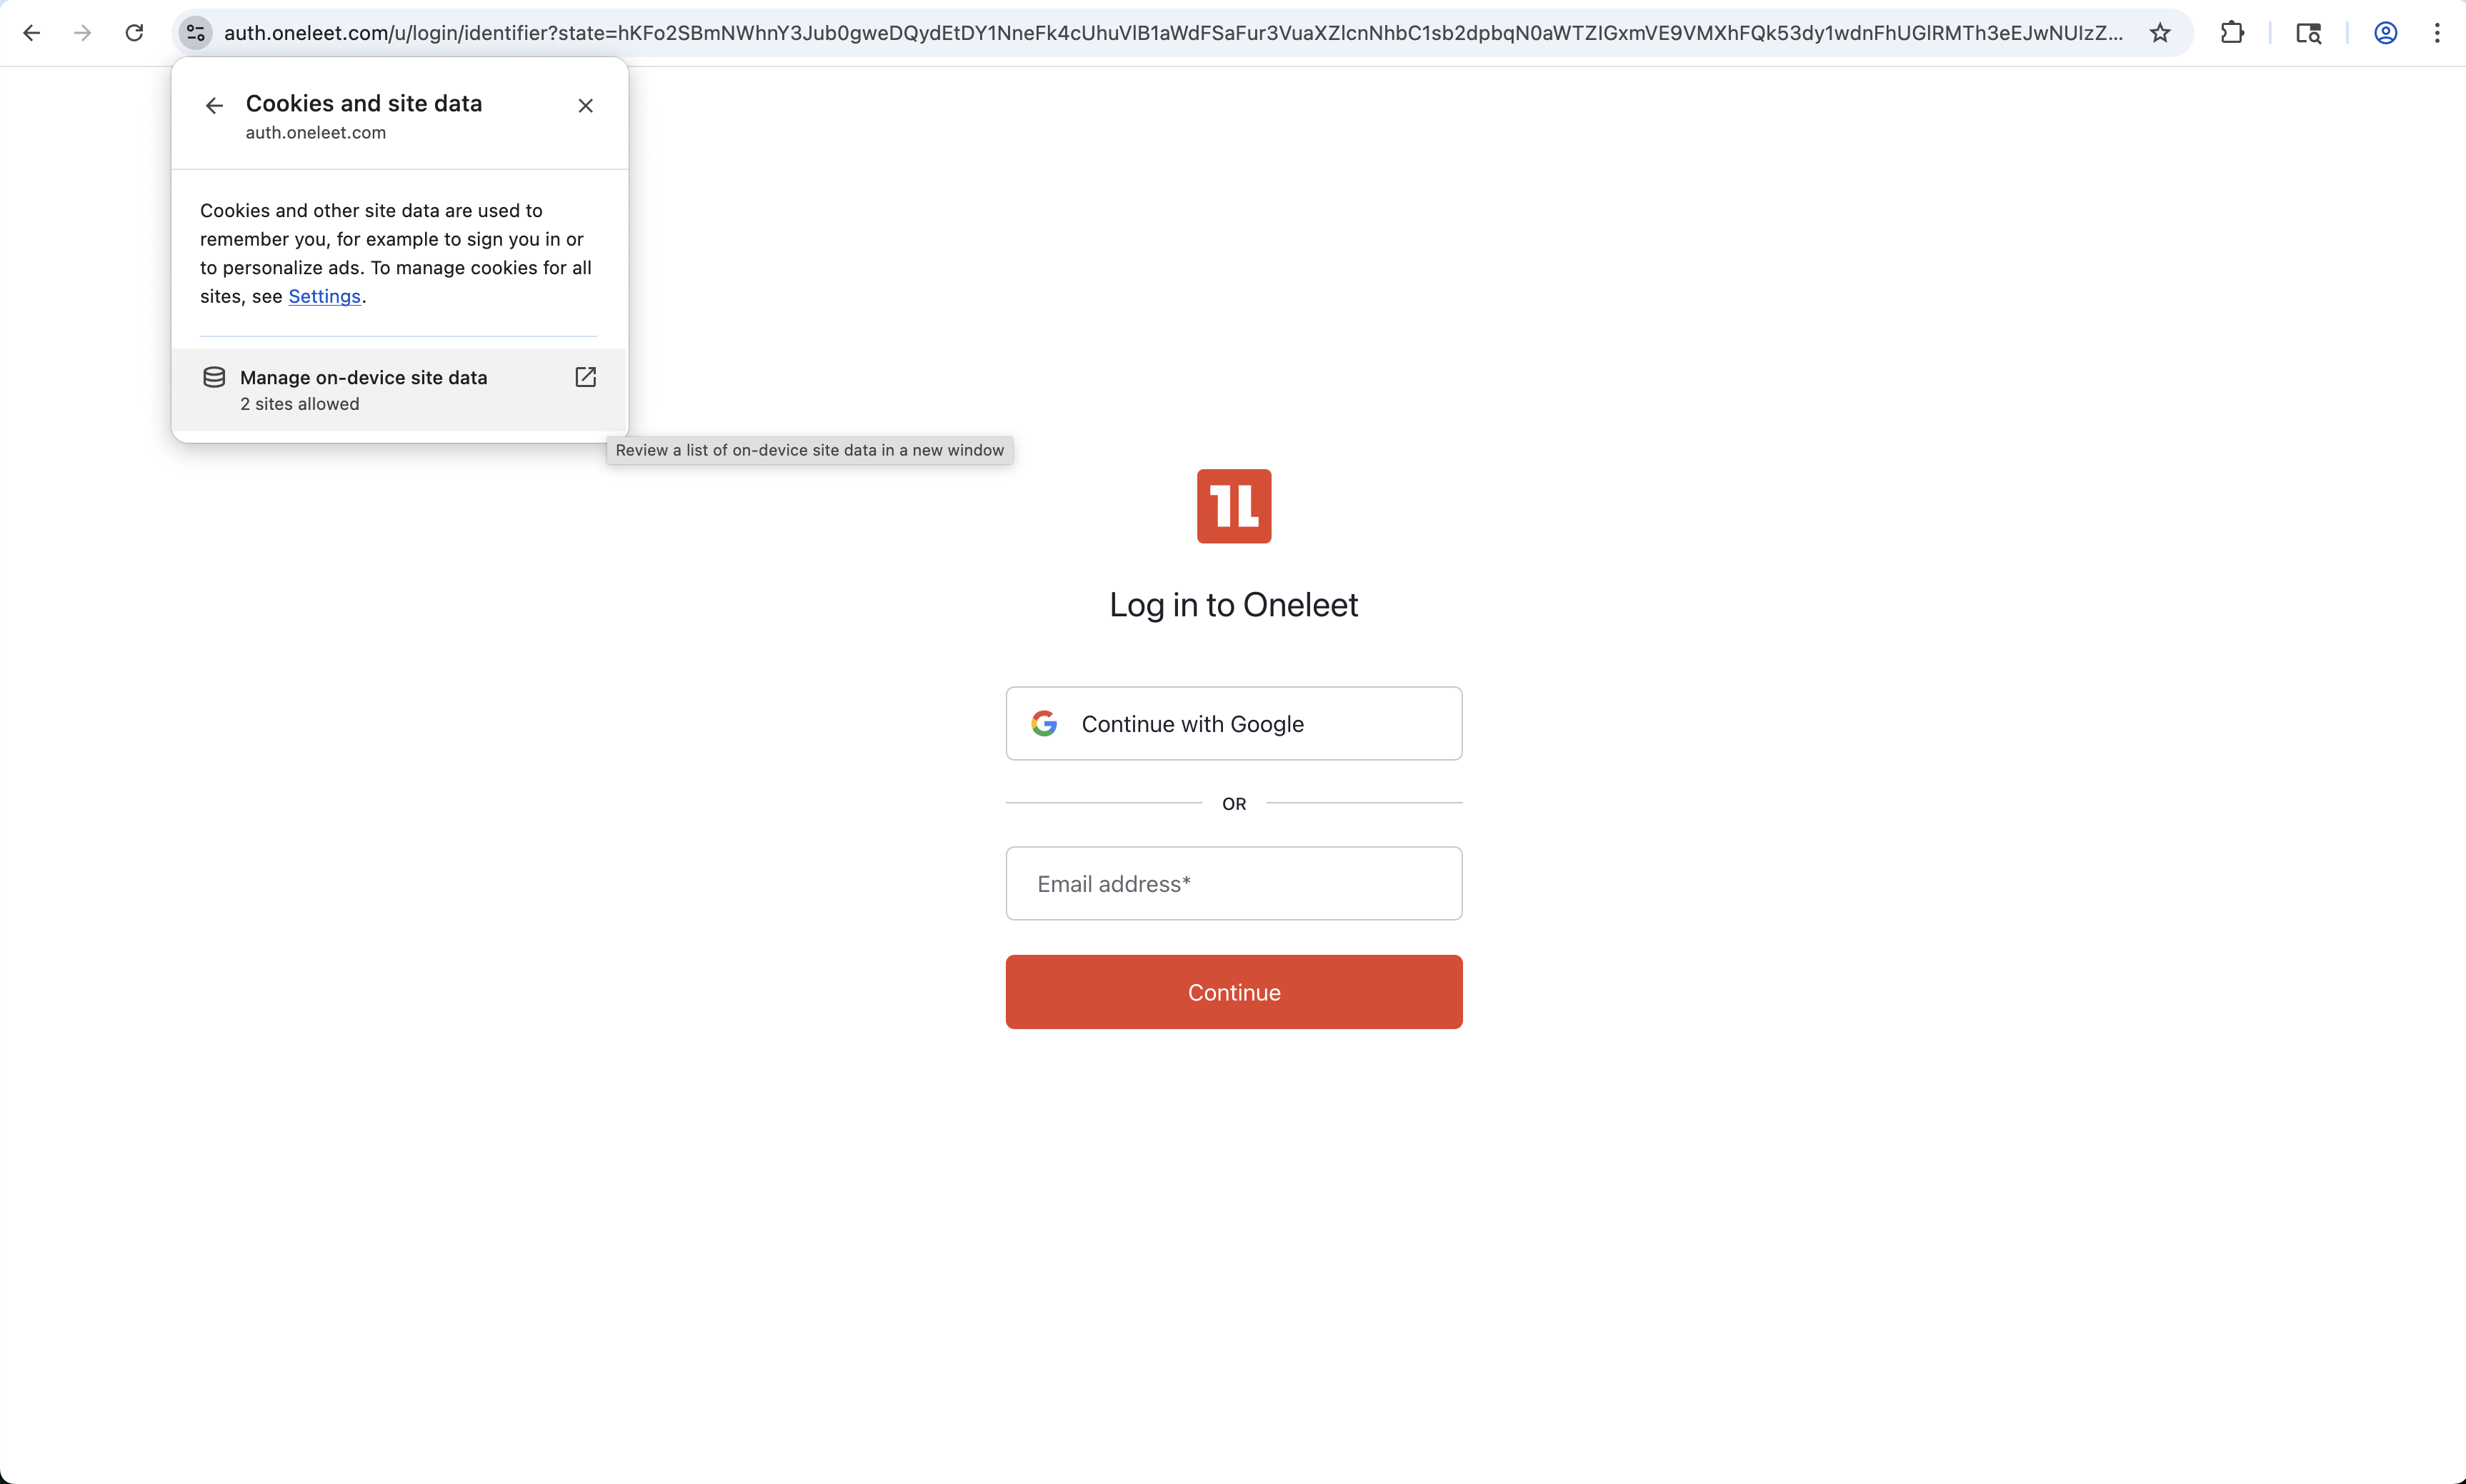 auth.oneleet.com/u/login/identifier?state=hKFo2SBmNWhnY3Jub0gweDQydEtDY1NneFk4cUhuVlB1aWdFSaFur3VuaXZlcnNhbC1sb2dpbqN0aWTZIGxmVE9VMXhFQk53dy1wdnFhUGlRMTh3eEJwNUIzZ...
Cookies and site data
auth.oneleet.com
Cookies and other site data are used to
remember you, for example to sign you in or
to personalize ads. To manage cookies for all
sites, see Settings.
Manage on-device site data
2 sites allowed
Review a list of on-device site data in a new window
1L
Log in to Oneleet
Continue with Google
OR
Email address*
Continue